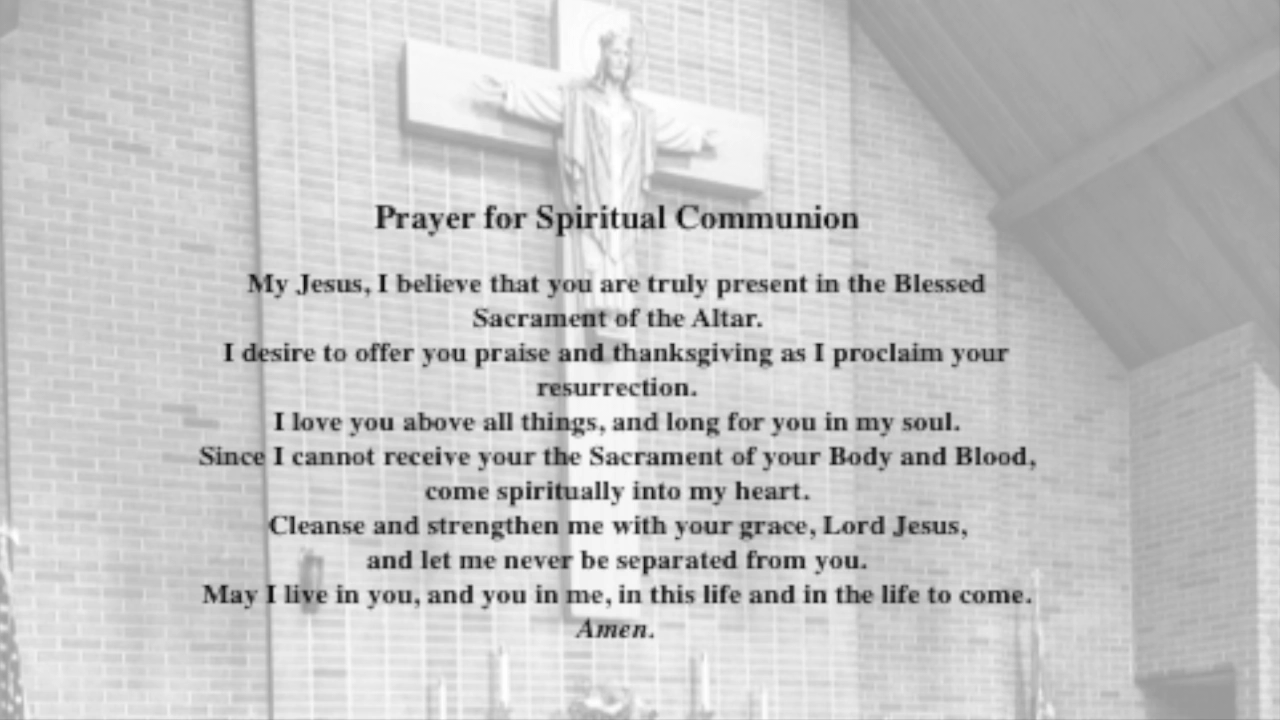 Prayer for Spiritual Communion
My Jesus, I believe that you are truly present in the Blessed
Sacrament of the Altar.
I desire to offer you praise and thanksgiving as I proclaim your
resurrection.
I love you above all things, and long for you in my soul.
Since I cannot receive your the Sacrament of your Body and Blood,
come spiritually into my heart.
Cleanse and strengthen me with your grace, Lord Jesus,
and let me never be separated from you.
May I live in you, and you in me, in this life and in the life to come.
Amen.